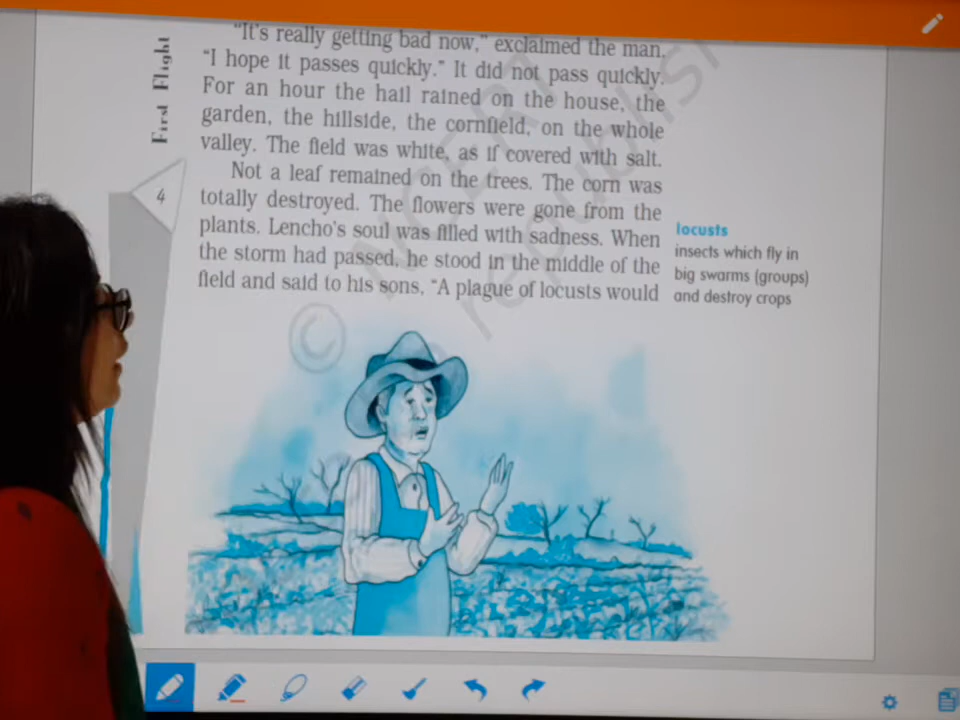 "It's really getting bad now," exclaimed the man.
"I hope it passes quickly." It did not pass quickly.
For an hour the hail rained on the house, the
garden, the hillside, the cornfield, on the whole
valley. The field was white, as if covered with salt.
Not a leaf remained on the trees. The corn was
totally destroyed. The flowers were gone from the
plants. Lencho's soul was filled with sadness. When
the storm had passed, he stood in the middle of the
field and said to his sons, "A plague of locusts would
locusts
insects which fly in
big swarms (groups)
and destroy crops
First Flight
4
© NCERT
republish